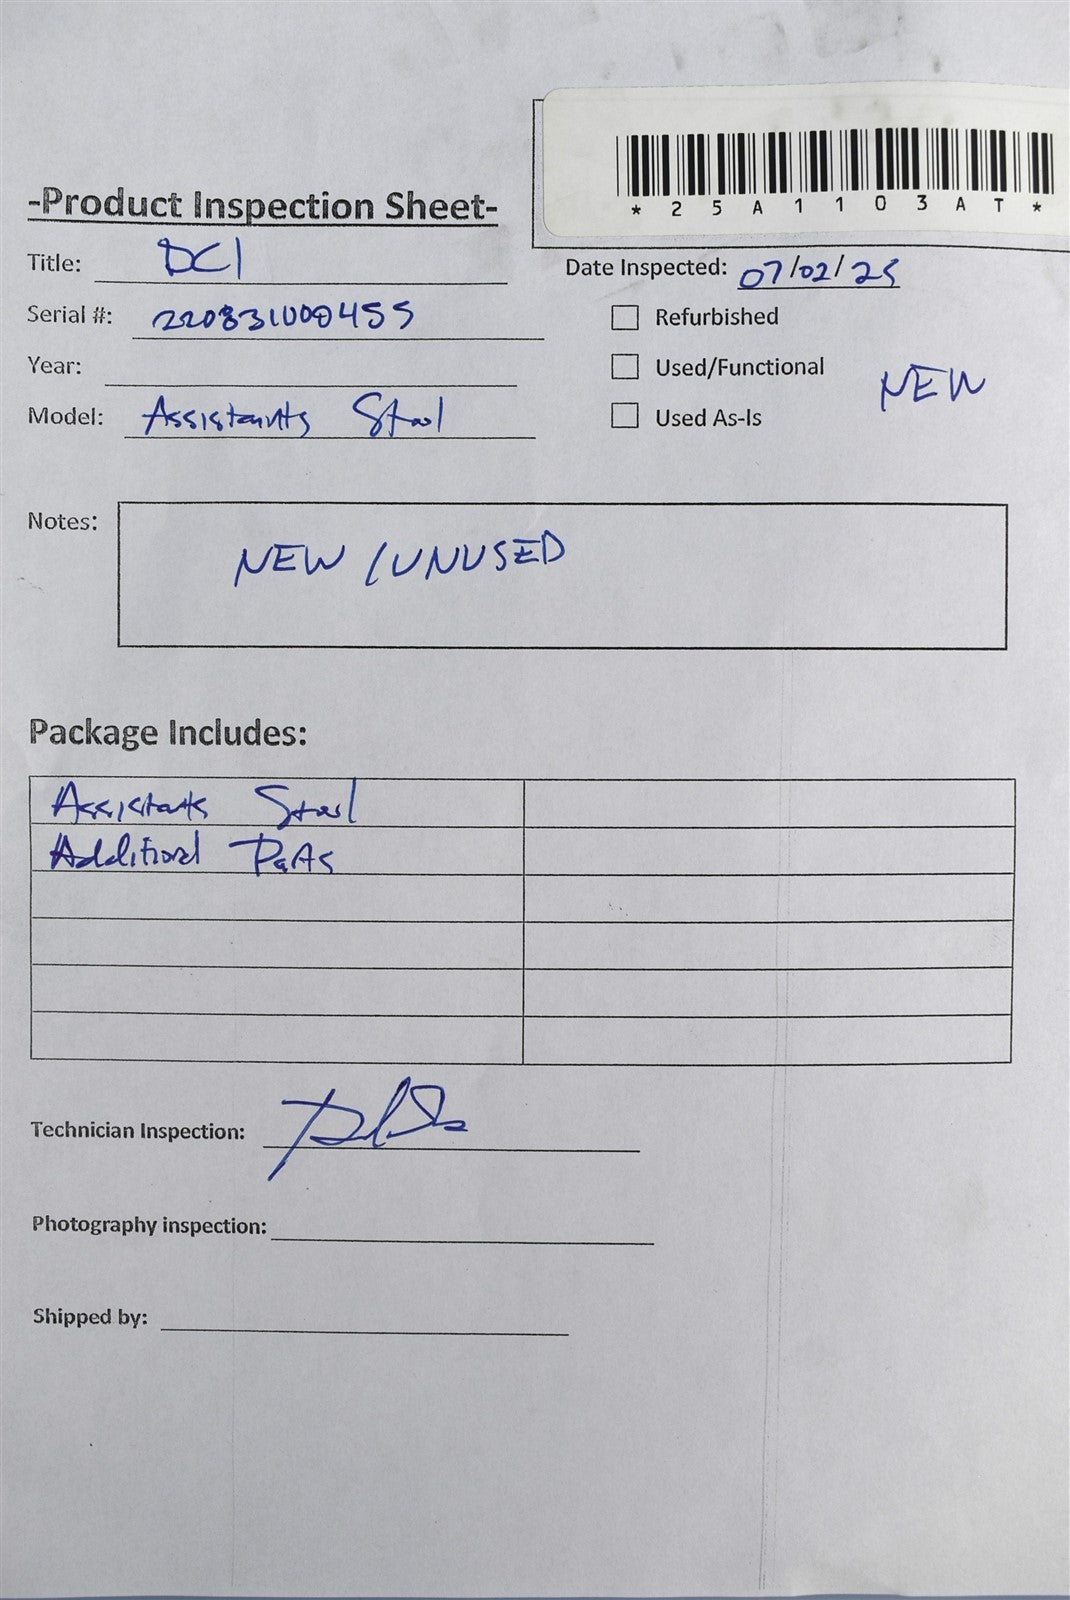 *25A1103AT*
-Product Inspection Sheet-
Title: DCI
Date Inspected: 07/02/25
Serial #: 220831000455
Refurbished
Year:
Used/Functional
NEW
Model: Assistants Stool
Used As-Is
Notes:
NEW/UNUSED
Package Includes:
Assistants Stool
Additional Parts
Technician Inspection:
Photography inspection:
Shipped by: